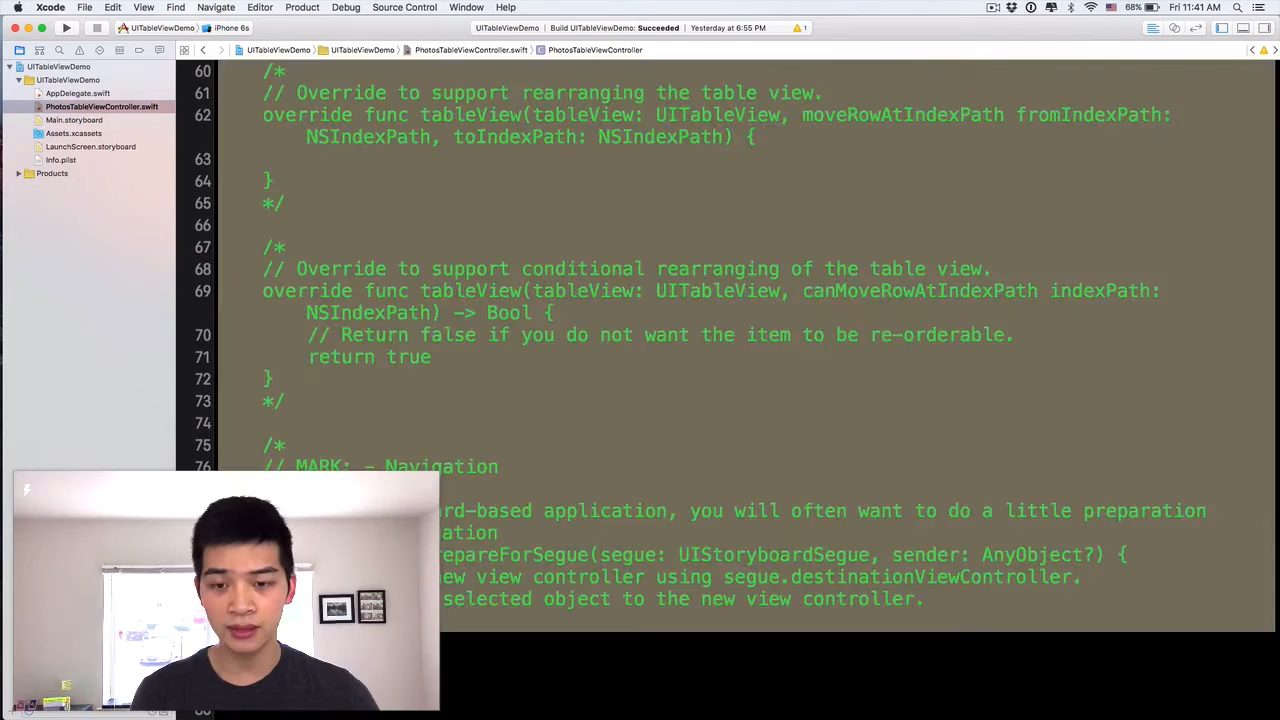 Xcode File Edit View Find Navigate Editor Product Debug Source Control Window Help 68% Fri 11:41 AM
UITableViewDemo iPhone 6s UITableViewDemo Build UITableViewDemo: Succeeded Yesterday at 6:55 PM 1
UITableViewDemo UITableViewDemo PhotosTableViewController.swift C PhotosTableViewController
UITableViewDemo
UITableViewDemo
AppDelegate.swift
PhotosTableViewController.swift
Main.storyboard
Assets.xcassets
LaunchScreen.storyboard
Info.plist
Products
60 /*
61 // Override to support rearranging the table view.
62 override func tableView(tableView: UITableView, moveRowAtIndexPath fromIndexPath:
NSIndexPath, toIndexPath: NSIndexPath) {
63
64 }
65 */
66
67 /*
68 // Override to support conditional rearranging of the table view.
69 override func tableView(tableView: UITableView, canMoveRowAtIndexPath indexPath:
NSIndexPath) -> Bool {
70 // Return false if you do not want the item to be re-orderable.
71 return true
72 }
73 */
74
75 /*
76 // MARK: - Navigation
rd-based application, you will often want to do a little preparation
ation
repareForSegue(segue: UIStoryboardSegue, sender: AnyObject?) {
new view controller using segue.destinationViewController.
selected object to the new view controller.